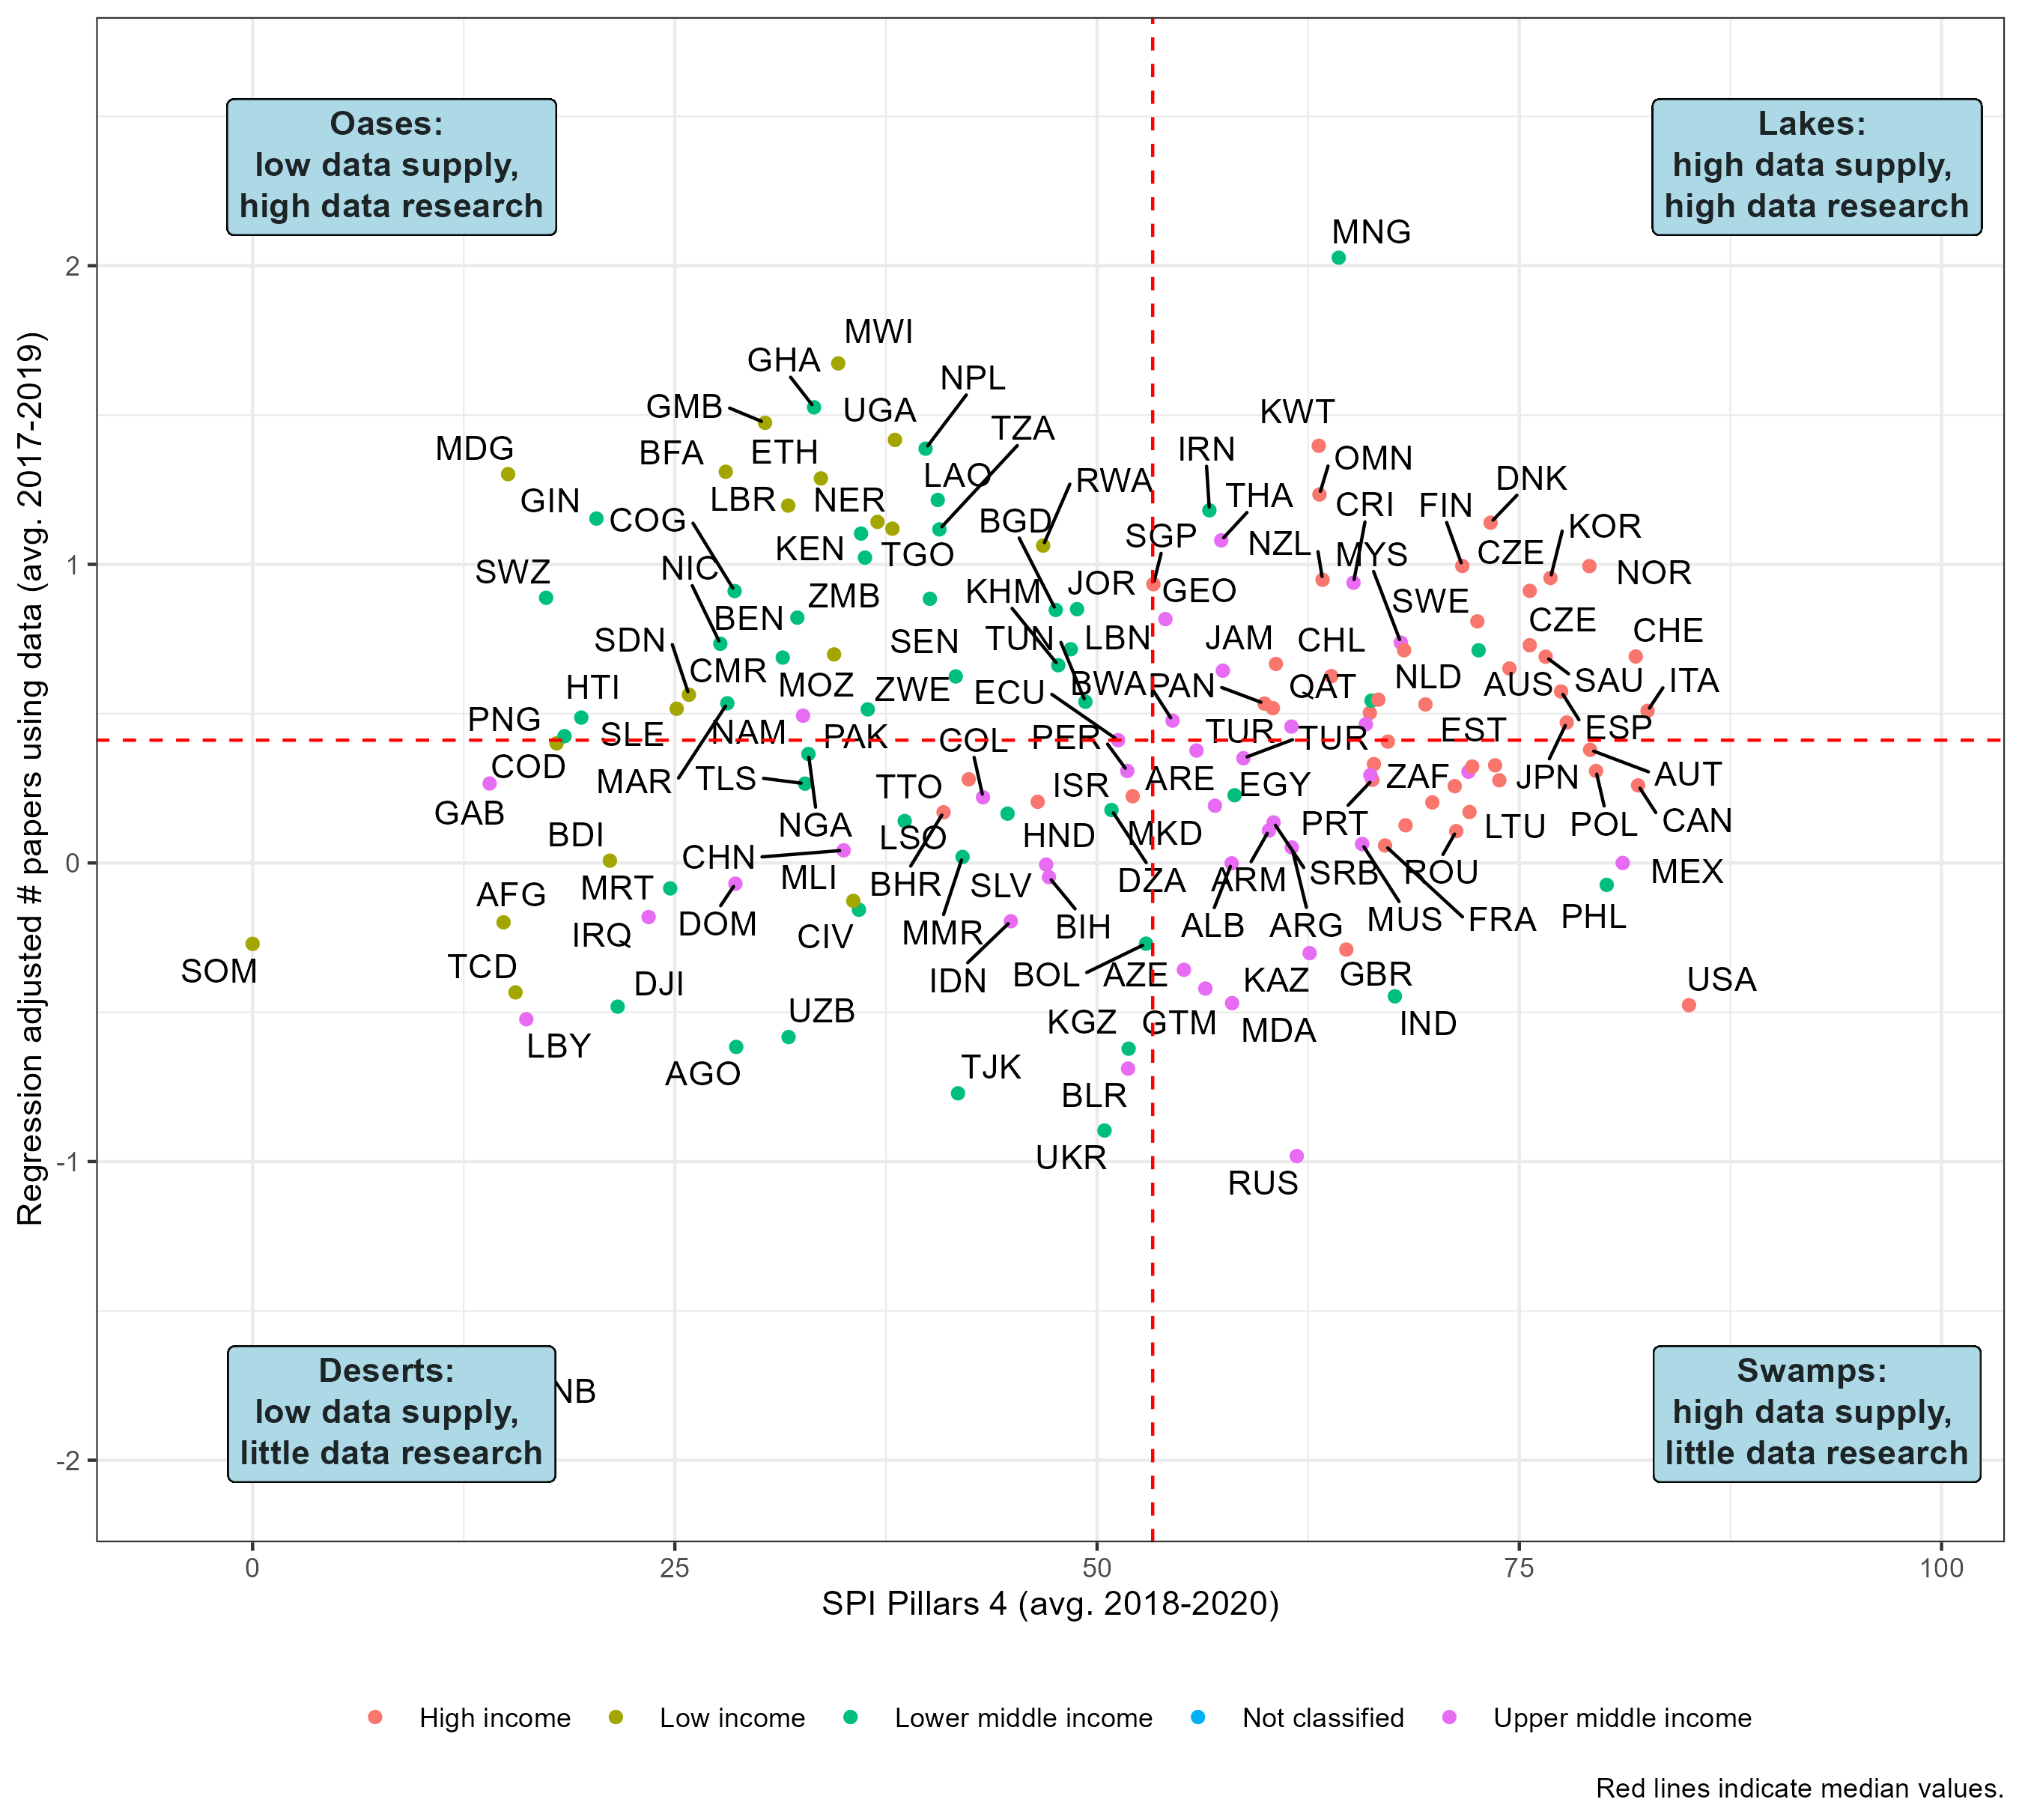 Oases:
low data supply,
high data research
Lakes:
high data supply,
high data research
MNG
MWI
GHA
NPL
GMB
UGA
TZA
KWT
MDG
BFA
ETH
LAO
IRN
OMN
GIN
LBR
NER
RWA
THA
CRI
FIN
DNK
COG
BGD
SGP
KOR
KEN
TGO
NZL
MYS
CZE
SWZ
NIC
ZMB
KHM
JOR
GEO
SWE
NOR
BEN
SDN
SEN
TUN
LBN
JAM
CHL
CZE
CHE
HTI
CMR
MOZ
ZWE
ECU
BWA
PAN
QAT
NLD
AUS
SAU
ITA
PNG
SLE
NAM
PAK
COL
PER
TUR
TUR
EST
ESP
COD
MAR
TLS
TTO
ISR
ARE
EGY
ZAF
JPN
AUT
GAB
BDI
NGA
LSO
HND
MKD
PRT
LTU
POL
CAN
CHN
MLI
BHR
SLV
DZA
ARM
SRB
ROU
MEX
AFG
MRT
DOM
IRQ
CIV
MMR
BIH
ALB
ARG
MUS
FRA
PHL
SOM
TCD
DJI
IDN
BOL
AZE
KAZ
GBR
USA
LBY
UZB
KGZ
GTM
MDA
IND
AGO
TJK
BLR
UKR
RUS
NB
Deserts:
low data supply,
little data research
Swamps:
high data supply,
little data research
2
1
0
-1
-2
Regression adjusted # papers using data (avg. 2017-2019)
0
25
50
75
100
SPI Pillars 4 (avg. 2018-2020)
High income
Low income
Lower middle income
Not classified
Upper middle income
Red lines indicate median values.